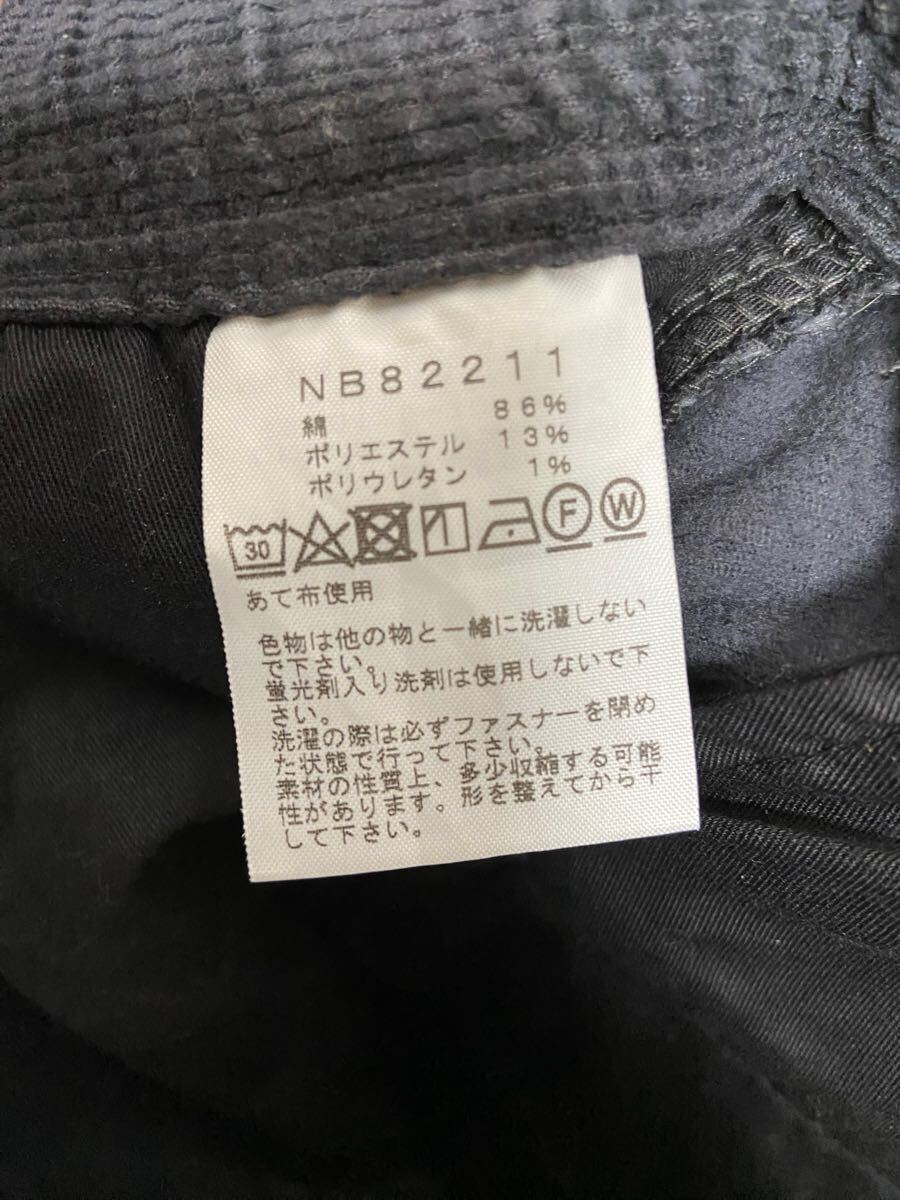 NB82211
綿 86%
ポリエステル 13%
ポリウレタン 1%
30 F W
あて布使用
色物は他の物と一緒に洗濯しない
で下さい。
蛍光剤入り洗剤は使用しないで下
さい。
洗濯の際は必ずファスナーを閉め
た状態で行って下さい。
素材の性質上、多少収縮する可能
性があります。形を整えてから干
して下さい。